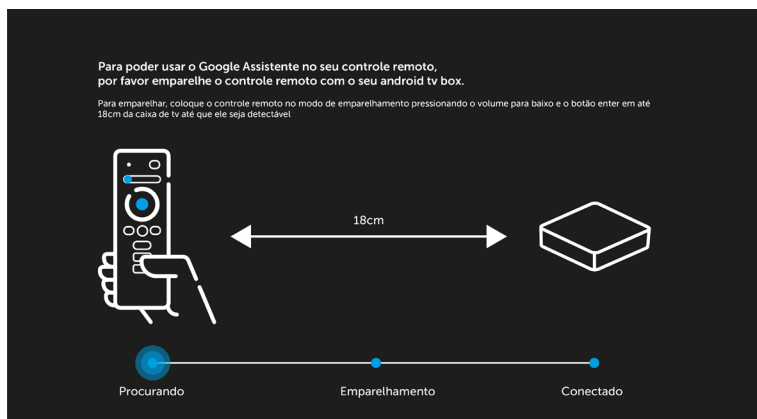 Para poder usar o Google Assistente no seu controle remoto,
por favor emparelhe o controle remoto com o seu android tv box.
Para emparelhar, coloque o controle remoto no modo de emparelhamento pressionando o volume para baixo e o botão enter em até
18cm da caixa de tv até que ele seja detectável
18cm
Procurando
Emparelhamento
Conectado